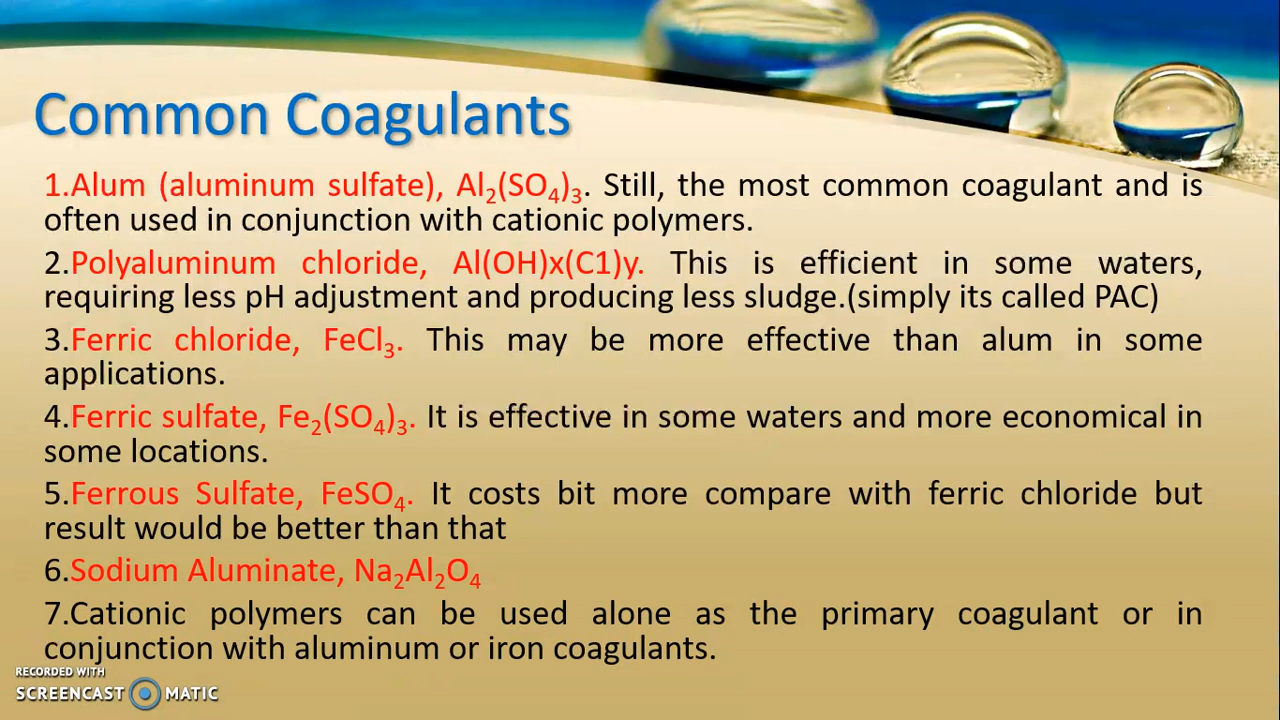 Common Coagulants
1.Alum (aluminum sulfate), Al₂(SO₄)₃. Still, the most common coagulant and is
often used in conjunction with cationic polymers.
2.Polyaluminum chloride, Al(OH)x(C1)y. This is efficient in some waters,
requiring less pH adjustment and producing less sludge.(simply its called PAC)
3.Ferric chloride, FeCl₃. This may be more effective than alum in some
applications.
4.Ferric sulfate, Fe₂(SO₄)₃. It is effective in some waters and more economical in
some locations.
5.Ferrous Sulfate, FeSO₄. It costs bit more compare with ferric chloride but
result would be better than that
6.Sodium Aluminate, Na₂Al₂O₄
7.Cationic polymers can be used alone as the primary coagulant or in
conjunction with aluminum or iron coagulants.
RECORDED WITH
SCREENCAST MATIC